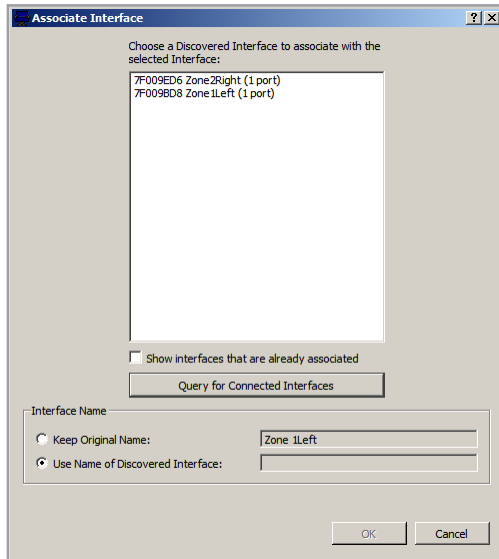 Associate Interface
Choose a Discovered Interface to associate with the
selected Interface:
7F009ED6 Zone2Right (1 port)
7F009BD8 Zone1Left (1 port)
Show interfaces that are already associated
Query for Connected Interfaces
Interface Name
Keep Original Name: Zone 1Left
Use Name of Discovered Interface:
OK Cancel